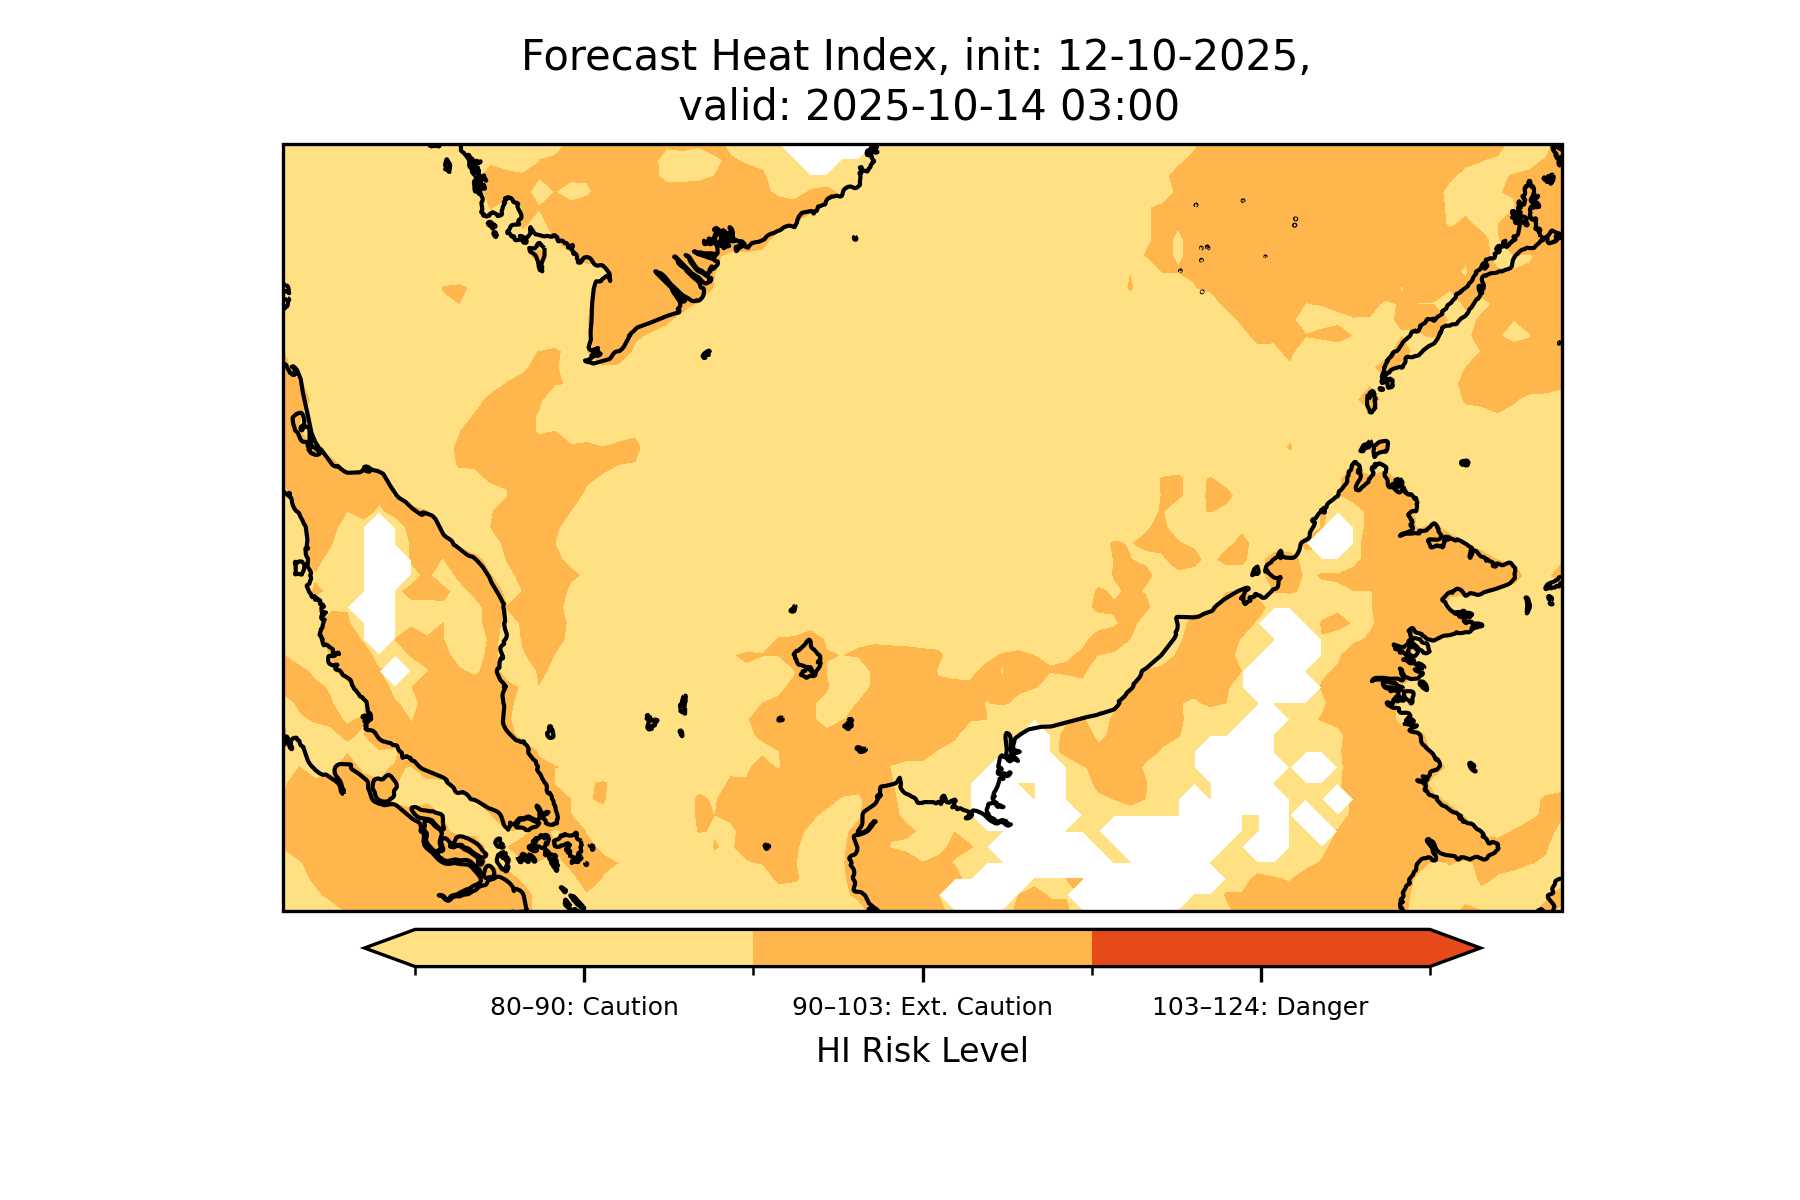 Forecast Heat Index, init: 12-10-2025,
valid: 2025-10-14 03:00
80–90: Caution
90–103: Ext. Caution
103–124: Danger
HI Risk Level